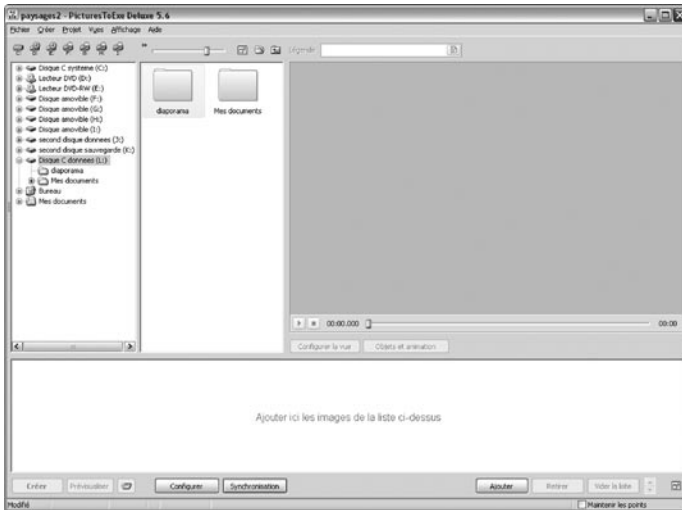 paysages2 - PicturesToExe Deluxe 5.6
Fichier Créer Projet Vues Affichage Aide
Légende
Disque C systeme (C:)
Lecteur DVD (D:)
Lecteur DVD-RW (E:)
Disque amovible (F:)
Disque amovible (G:)
Disque amovible (H:)
Disque amovible (I:)
second disque donnees (J:)
second disque sauvegarde (K:)
Disque C donnees (L:)
diaporama
Mes documents
Bureau
Mes documents
diaporama Mes documents
00:00.000 00:00
Configurer la vue Objets et animation
Ajouter ici les images de la liste ci-dessus
Créer Prévisualiser Configurer Synchronisation Ajouter Retirer Vider la liste
Modifié Maintenir les points